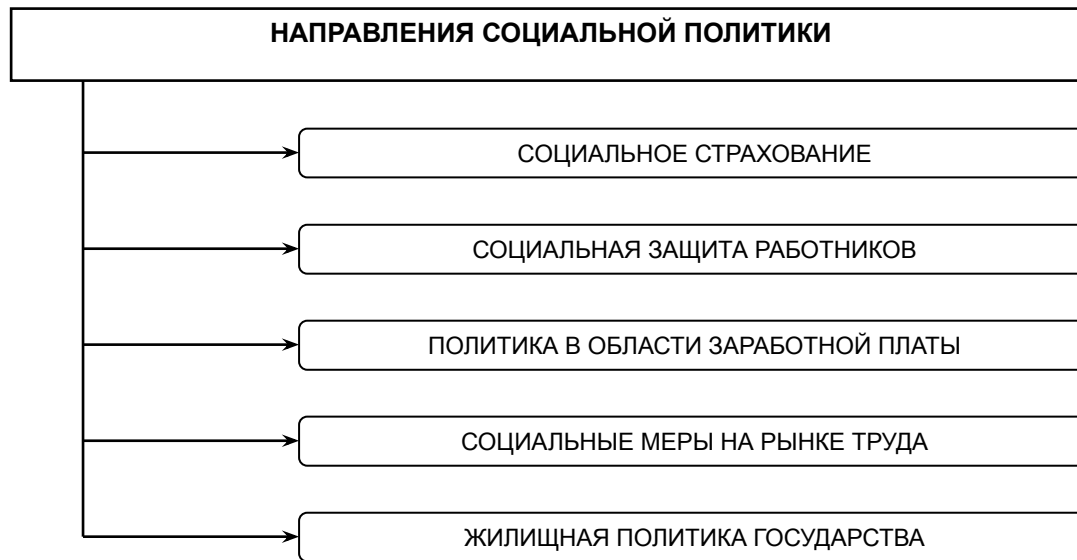 НАПРАВЛЕНИЯ СОЦИАЛЬНОЙ ПОЛИТИКИ
СОЦИАЛЬНОЕ СТРАХОВАНИЕ
СОЦИАЛЬНАЯ ЗАЩИТА РАБОТНИКОВ
ПОЛИТИКА В ОБЛАСТИ ЗАРАБОТНОЙ ПЛАТЫ
СОЦИАЛЬНЫЕ МЕРЫ НА РЫНКЕ ТРУДА
ЖИЛИЩНАЯ ПОЛИТИКА ГОСУДАРСТВА